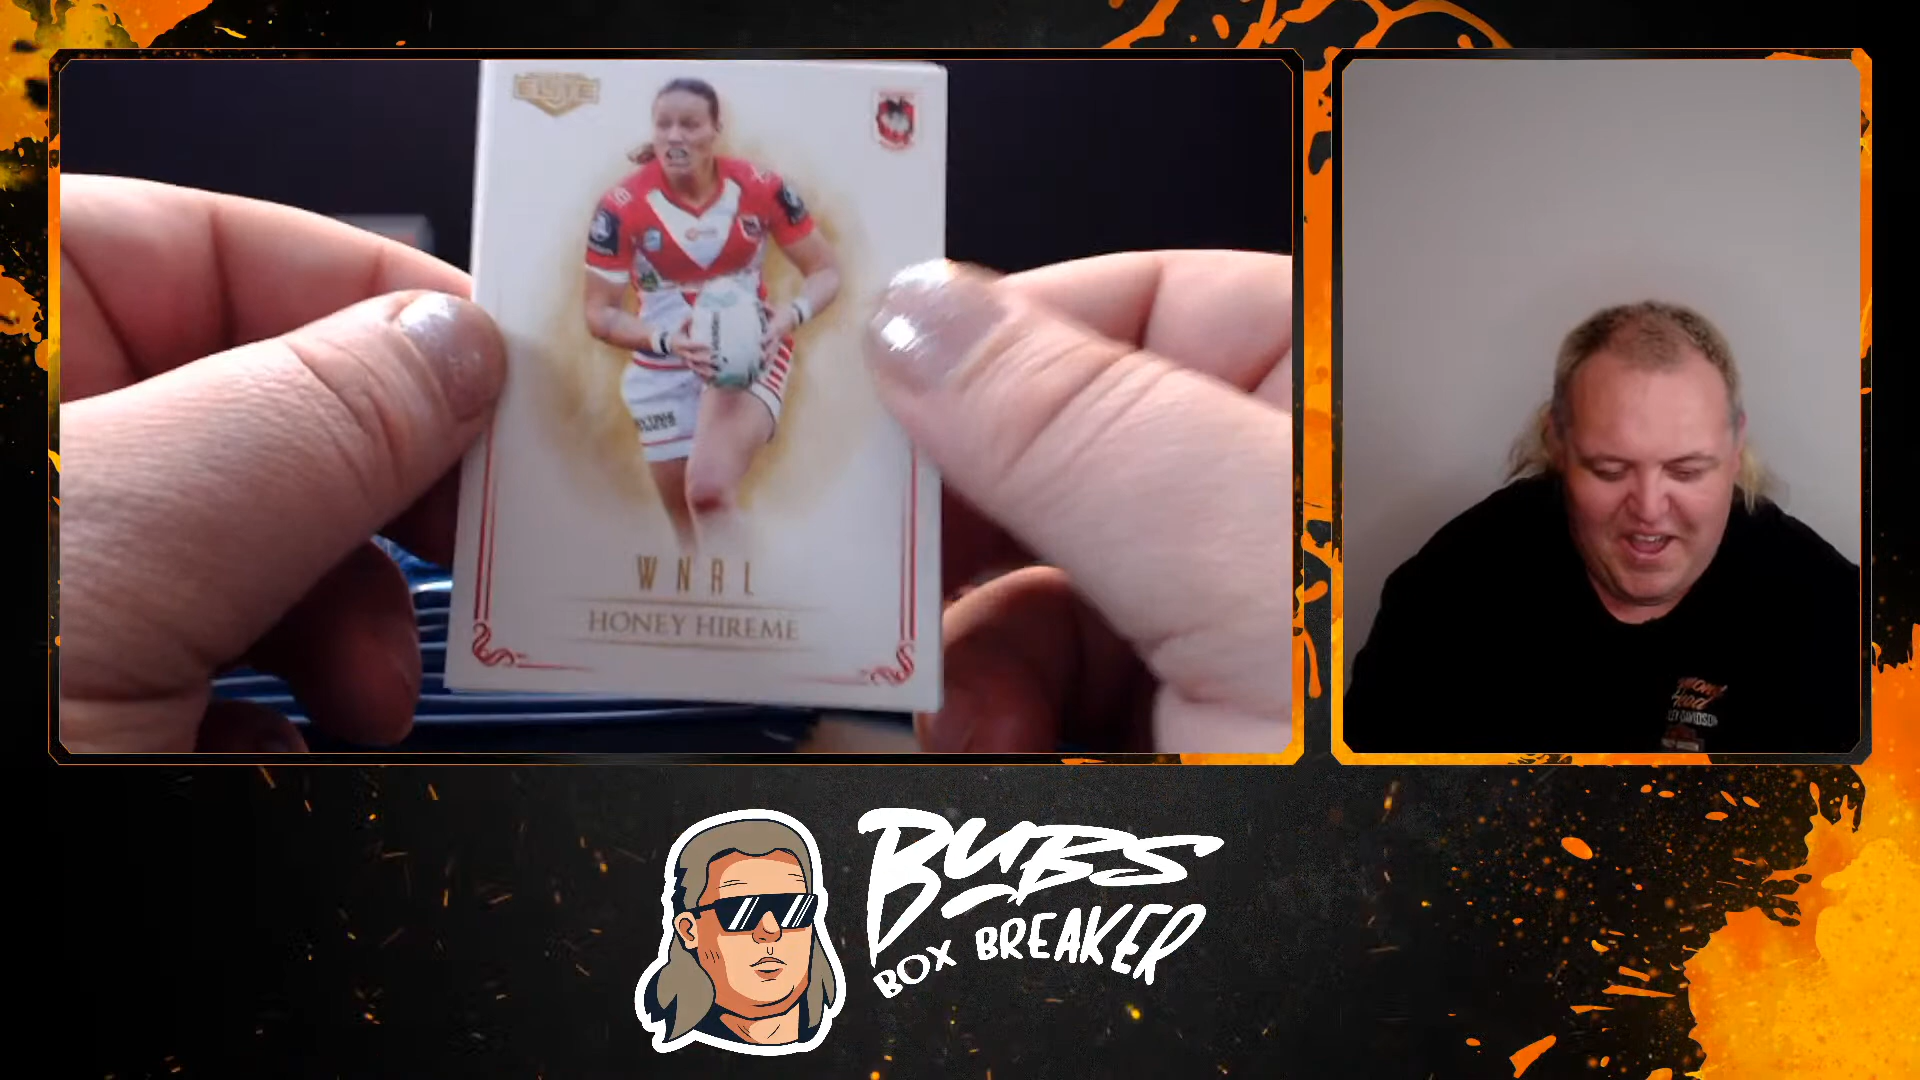 ELITE
WNRL
HONEY HIREME
BUBS
BOX BREAKER